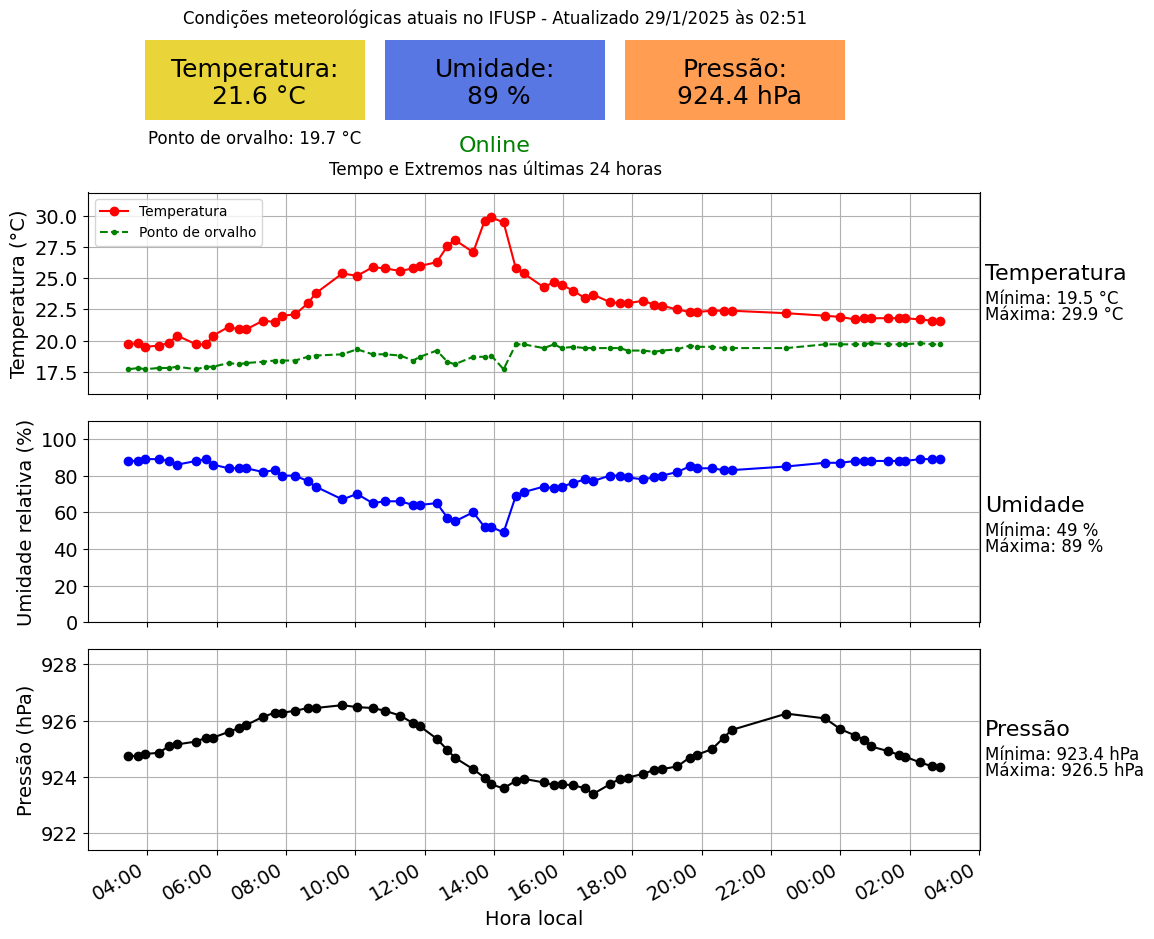 Condições meteorológicas atuais no IFUSP - Atualizado 29/1/2025 às 02:51
Temperatura:
21.6 °C
Umidade:
89 %
Pressão:
924.4 hPa
Ponto de orvalho: 19.7 °C
Online
Tempo e Extremos nas últimas 24 horas
Temperatura (°C)
30.0
27.5
25.0
22.5
20.0
17.5
Temperatura
Ponto de orvalho
Temperatura
Mínima: 19.5 °C
Máxima: 29.9 °C
Umidade relativa (%)
100
80
60
40
20
0
Umidade
Mínima: 49 %
Máxima: 89 %
Pressão (hPa)
928
926
924
922
Pressão
Mínima: 923.4 hPa
Máxima: 926.5 hPa
04:00 06:00 08:00 10:00 12:00 14:00 16:00 18:00 20:00 22:00 00:00 02:00 04:00
Hora local